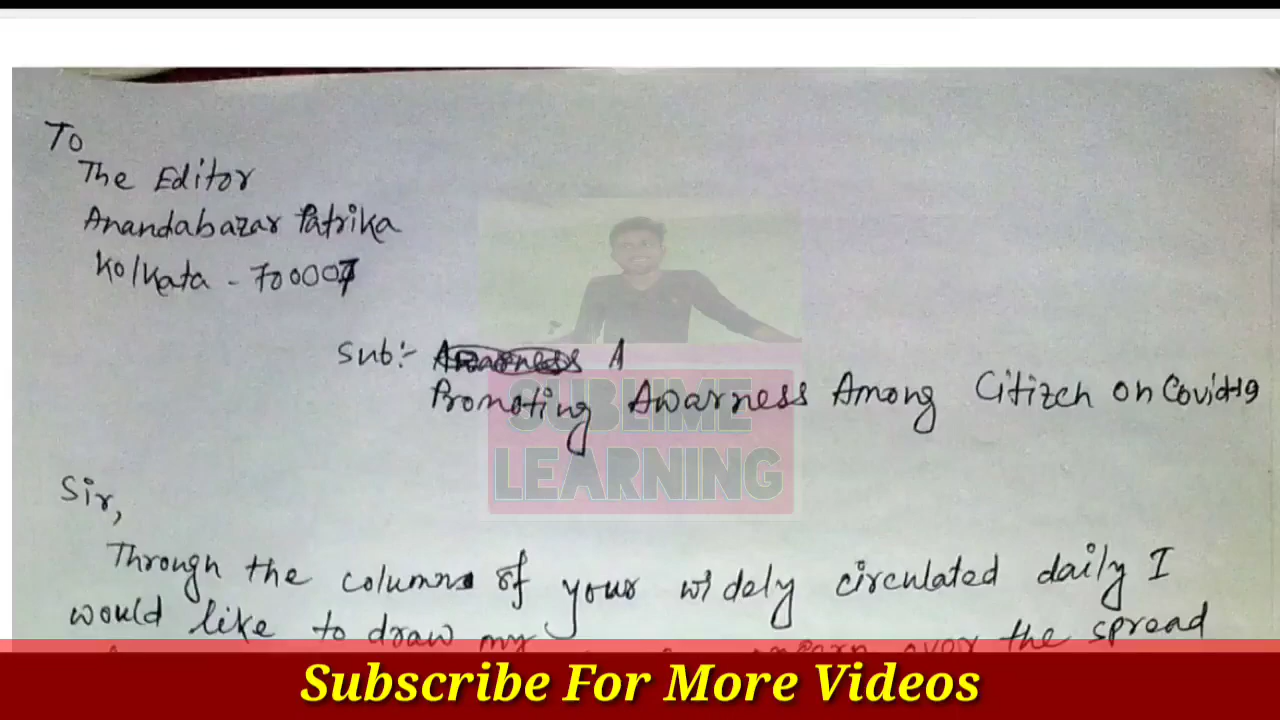 To
The Editor
Anandabazar Patrika
Kolkata - 700007
Sub:- A
Promoting Awarness Among Citizen on Covid-19
SUBLIME
LEARNING
Sir,
Through the columns of your widely circulated daily I
would like to draw my over the spread
Subscribe For More Videos